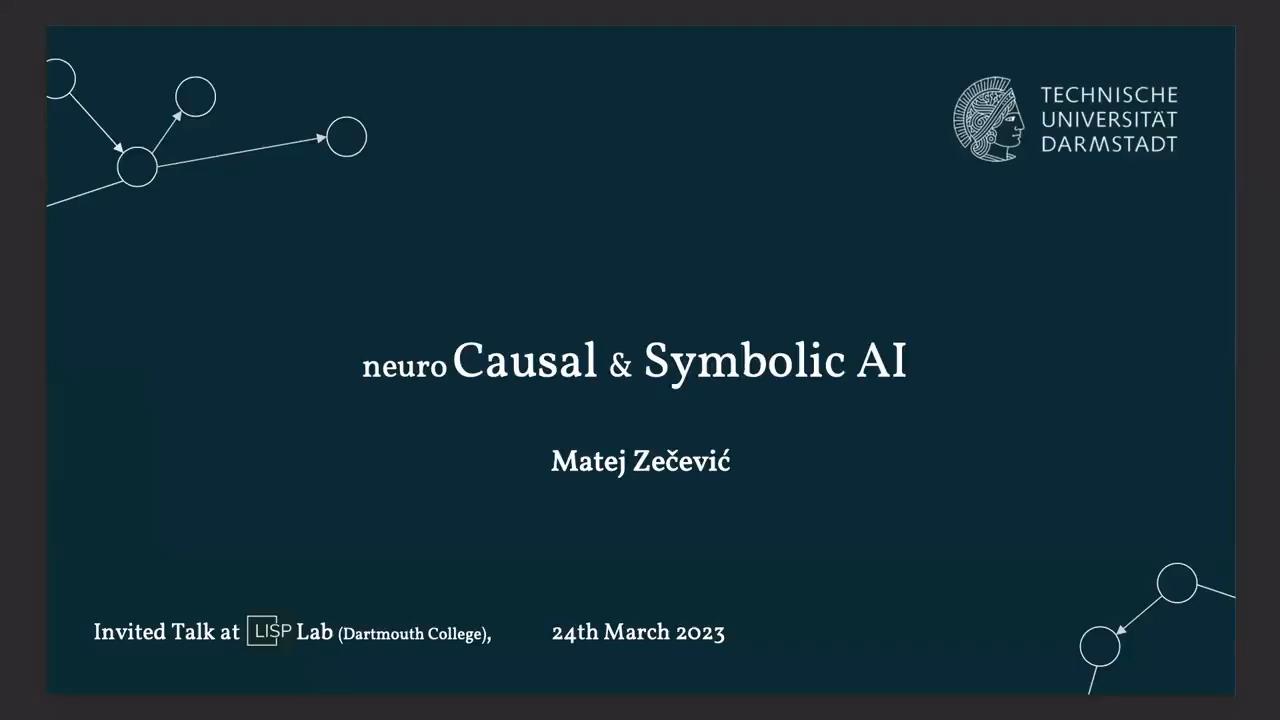 TECHNISCHE
UNIVERSITÄT
DARMSTADT
neuro Causal & Symbolic AI
Matej Zečević
Invited Talk at LISP Lab (Dartmouth College), 24th March 2023